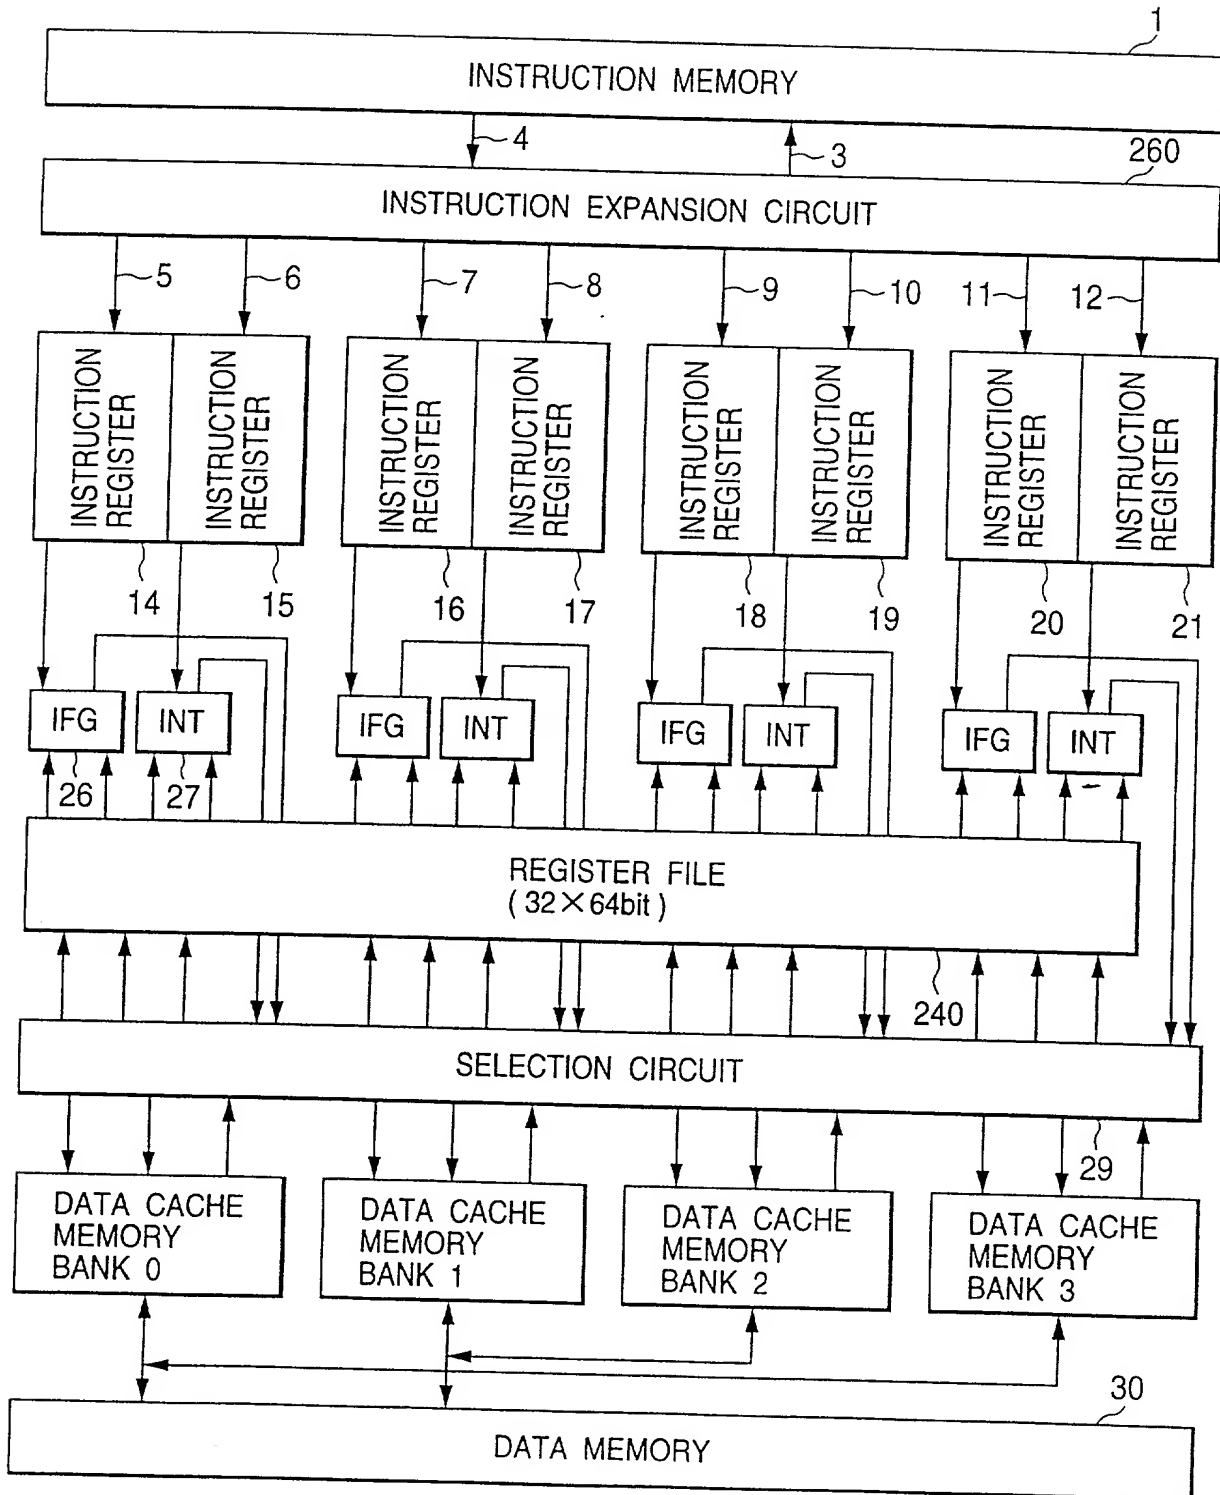 1
INSTRUCTION MEMORY
4
3
260
INSTRUCTION EXPANSION CIRCUIT
5
6
7
8
9
10
11
12
INSTRUCTION
REGISTER
INSTRUCTION
REGISTER
INSTRUCTION
REGISTER
INSTRUCTION
REGISTER
INSTRUCTION
REGISTER
INSTRUCTION
REGISTER
INSTRUCTION
REGISTER
INSTRUCTION
REGISTER
14
15
16
17
18
19
20
21
IFG
INT
IFG
INT
IFG
INT
IFG
INT
26
27
REGISTER FILE
(32×64bit)
240
SELECTION CIRCUIT
29
DATA CACHE
MEMORY
BANK 0
DATA CACHE
MEMORY
BANK 1
DATA CACHE
MEMORY
BANK 2
DATA CACHE
MEMORY
BANK 3
30
DATA MEMORY